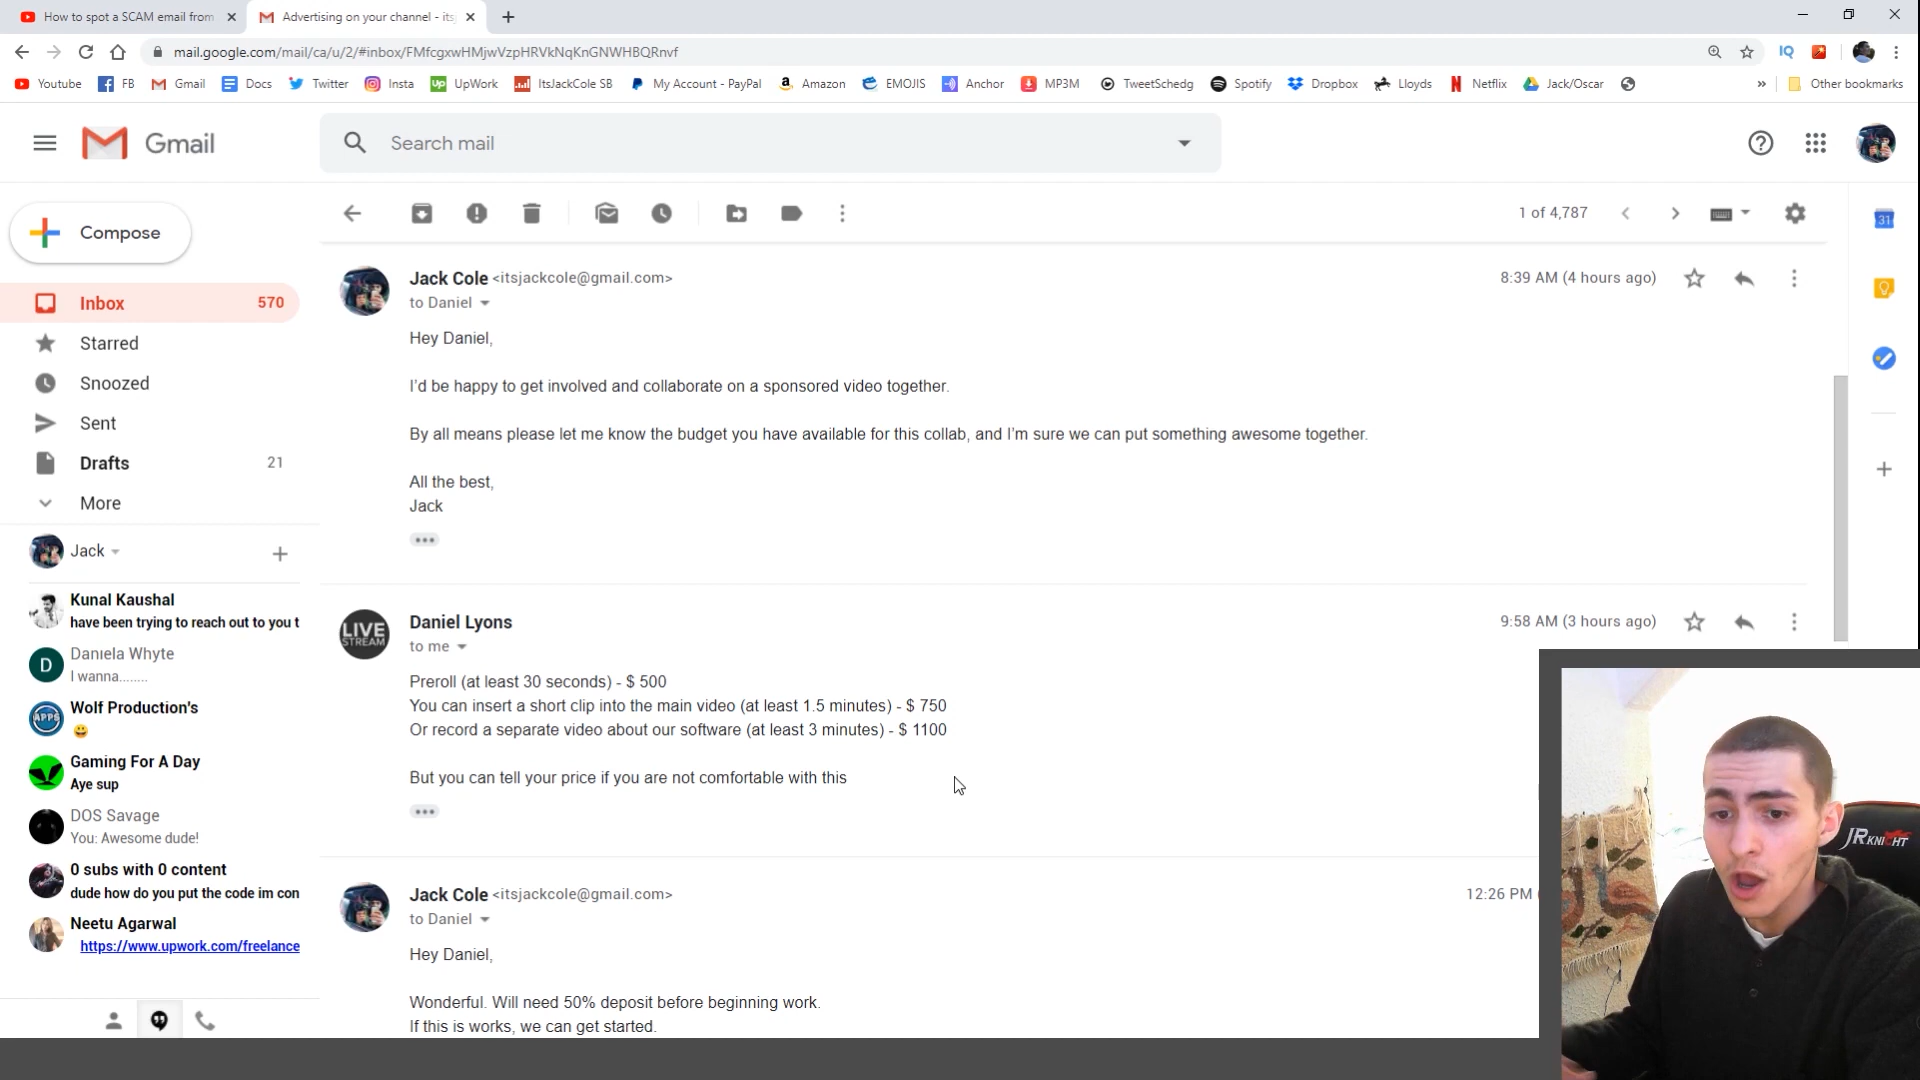 How to spot a SCAM email from
Advertising on your channel - its
mail.google.com/mail/ca/u/2/#inbox/FMfcgxwHMjwVzpHRVkNqKnGNWHBQRnvf
IQ
Youtube FB Gmail Docs Twitter Insta Up UpWork ItsJackCole SB My Account - PayPal Amazon EMOJIS Anchor MP3M TweetSchedg Spotify Dropbox Lloyds Netflix Jack/Oscar » Other bookmarks
Gmail
Search mail
Compose
1 of 4,787
31
Inbox 570
Starred
Snoozed
Sent
Drafts 21
More
Jack
Kunal Kaushal
have been trying to reach out to you t
D
Daniela Whyte
I wanna........
APPS
Wolf Production's
Gaming For A Day
Aye sup
DOS Savage
You: Awesome dude!
0 subs with 0 content
dude how do you put the code im con
Neetu Agarwal
https://www.upwork.com/freelance
Jack Cole <itsjackcole@gmail.com> 8:39 AM (4 hours ago)
to Daniel
Hey Daniel,
I'd be happy to get involved and collaborate on a sponsored video together.
By all means please let me know the budget you have available for this collab, and I'm sure we can put something awesome together.
All the best,
Jack
LIVE
STREAM
Daniel Lyons 9:58 AM (3 hours ago)
to me
Preroll (at least 30 seconds) - $ 500
You can insert a short clip into the main video (at least 1.5 minutes) - $ 750
Or record a separate video about our software (at least 3 minutes) - $ 1100
But you can tell your price if you are not comfortable with this
Jack Cole <itsjackcole@gmail.com> 12:26 PM (
to Daniel
Hey Daniel,
Wonderful. Will need 50% deposit before beginning work.
If this is works, we can get started.
JR KNIGHT